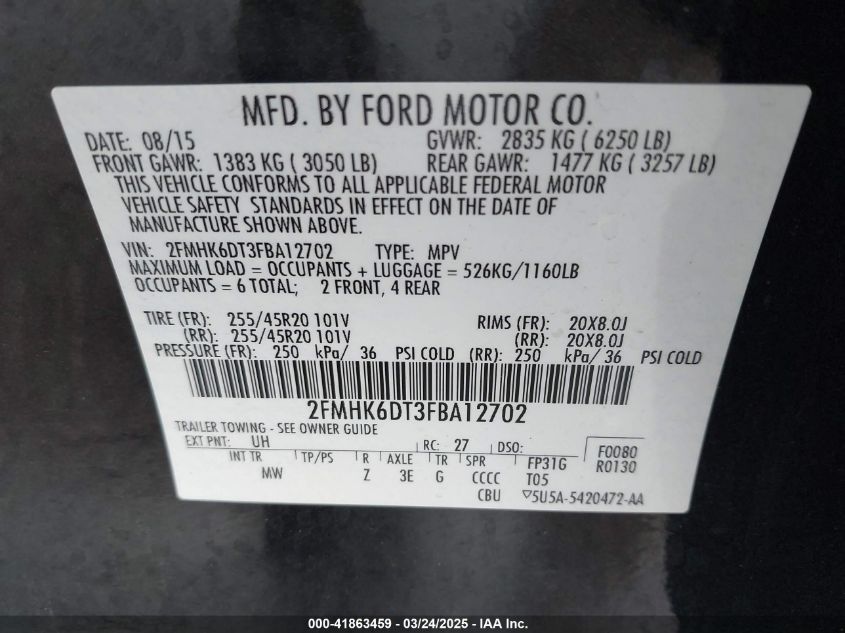 MFD. BY FORD MOTOR CO.
DATE: 08/15 GVWR: 2835 KG ( 6250 LB)
FRONT GAWR: 1383 KG ( 3050 LB) REAR GAWR: 1477 KG ( 3257 LB)
THIS VEHICLE CONFORMS TO ALL APPLICABLE FEDERAL MOTOR
VEHICLE SAFETY STANDARDS IN EFFECT ON THE DATE OF
MANUFACTURE SHOWN ABOVE.
VIN: 2FMHK6DT3FBA12702 TYPE: MPV
MAXIMUM LOAD = OCCUPANTS + LUGGAGE = 526KG/1160LB
OCCUPANTS = 6 TOTAL; 2 FRONT, 4 REAR
TIRE (FR): 255/45R20 101V RIMS (FR): 20X8.0J
(RR): 255/45R20 101V (RR): 20X8.0J
PRESSURE (FR): 250 kPa/ 36 PSI COLD (RR): 250 kPa/ 36 PSI COLD
2FMHK6DT3FBA12702
TRAILER TOWING - SEE OWNER GUIDE
EXT PNT: UH RC: 27 DSO: F0080
INT TR TP/PS R AXLE TR SPR FP31G R0130
MW Z 3E G CCCC T05
CBU ▽5U5A-5420472-AA
000-41863459 - 03/24/2025 - IAA Inc.